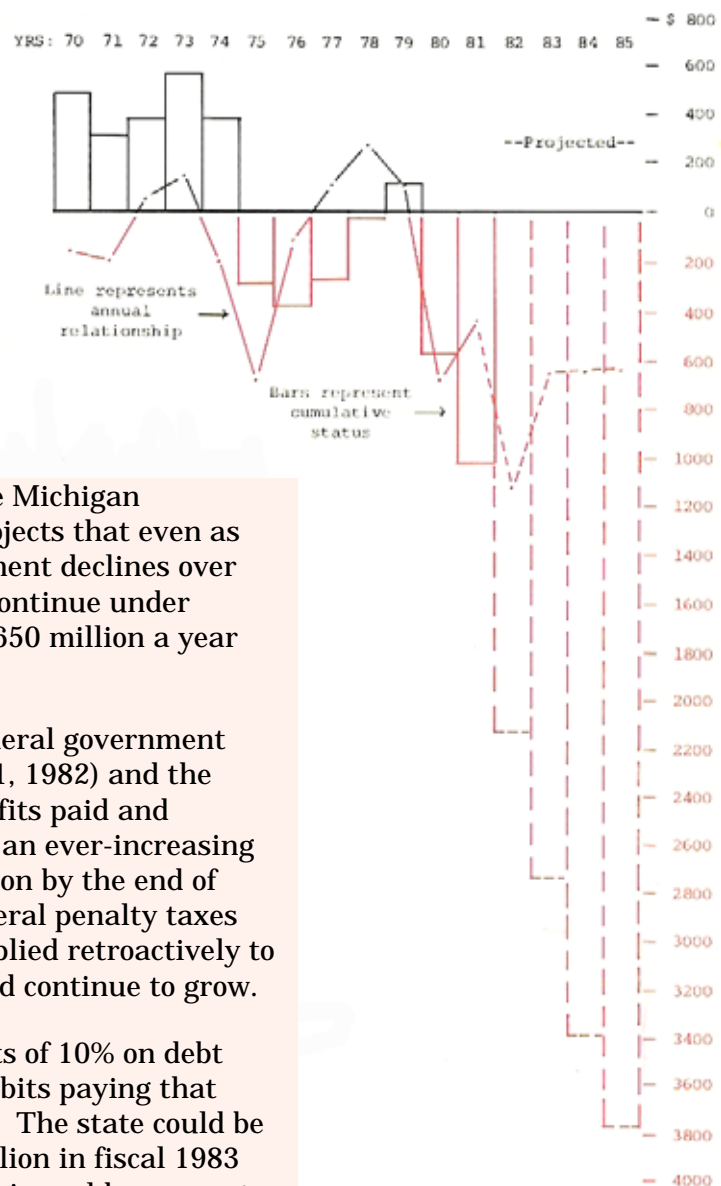 $ 800
YRS: 70 71 72 73 74 75 76 77 78 79 80 81 82 83 84 85
600
400
--Projected--
200
0
200
Line represents
annual
relationship
400
600
Bars represent
cumulative
status
800
1000
1200
1400
1600
1800
2000
2200
2400
2600
2800
3000
3200
3400
3600
3800
4000
e Michigan
ojects that even as
ment declines over
ontinue under
650 million a year
leral government
1, 1982) and the
fits paid and
an ever-increasing
on by the end of
eral penalty taxes
plied retroactively to
d continue to grow.
ts of 10% on debt
bits paying that
The state could be
lion in fiscal 1983